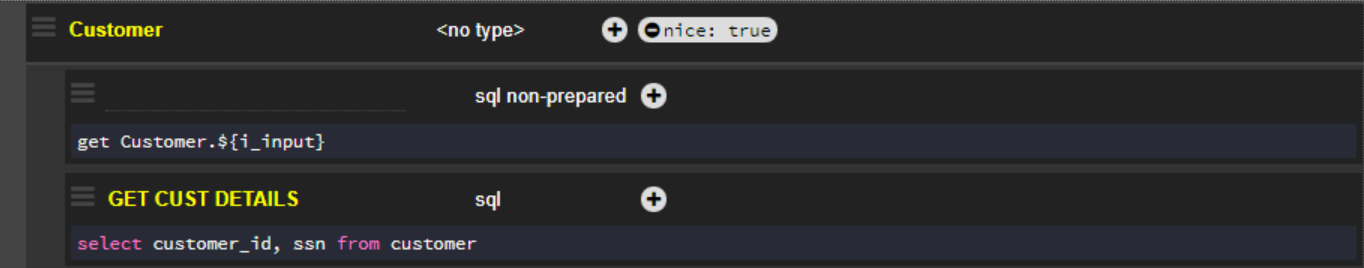 Customer <no type> nice: true
sql non-prepared
get Customer.${i_input}
GET CUST DETAILS sql
select customer_id, ssn from customer